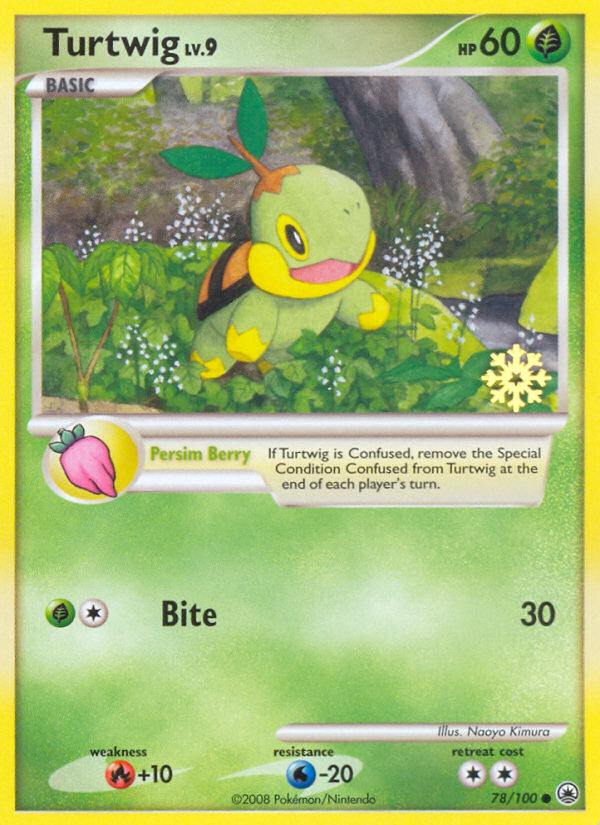 Turtwig LV.9
HP 60
BASIC
Persim Berry
If Turtwig is Confused, remove the Special
Condition Confused from Turtwig at the
end of each player's turn.
Bite 30
Illus. Naoyo Kimura
weakness resistance retreat cost
+10 -20
©2008 Pokémon/Nintendo 78/100